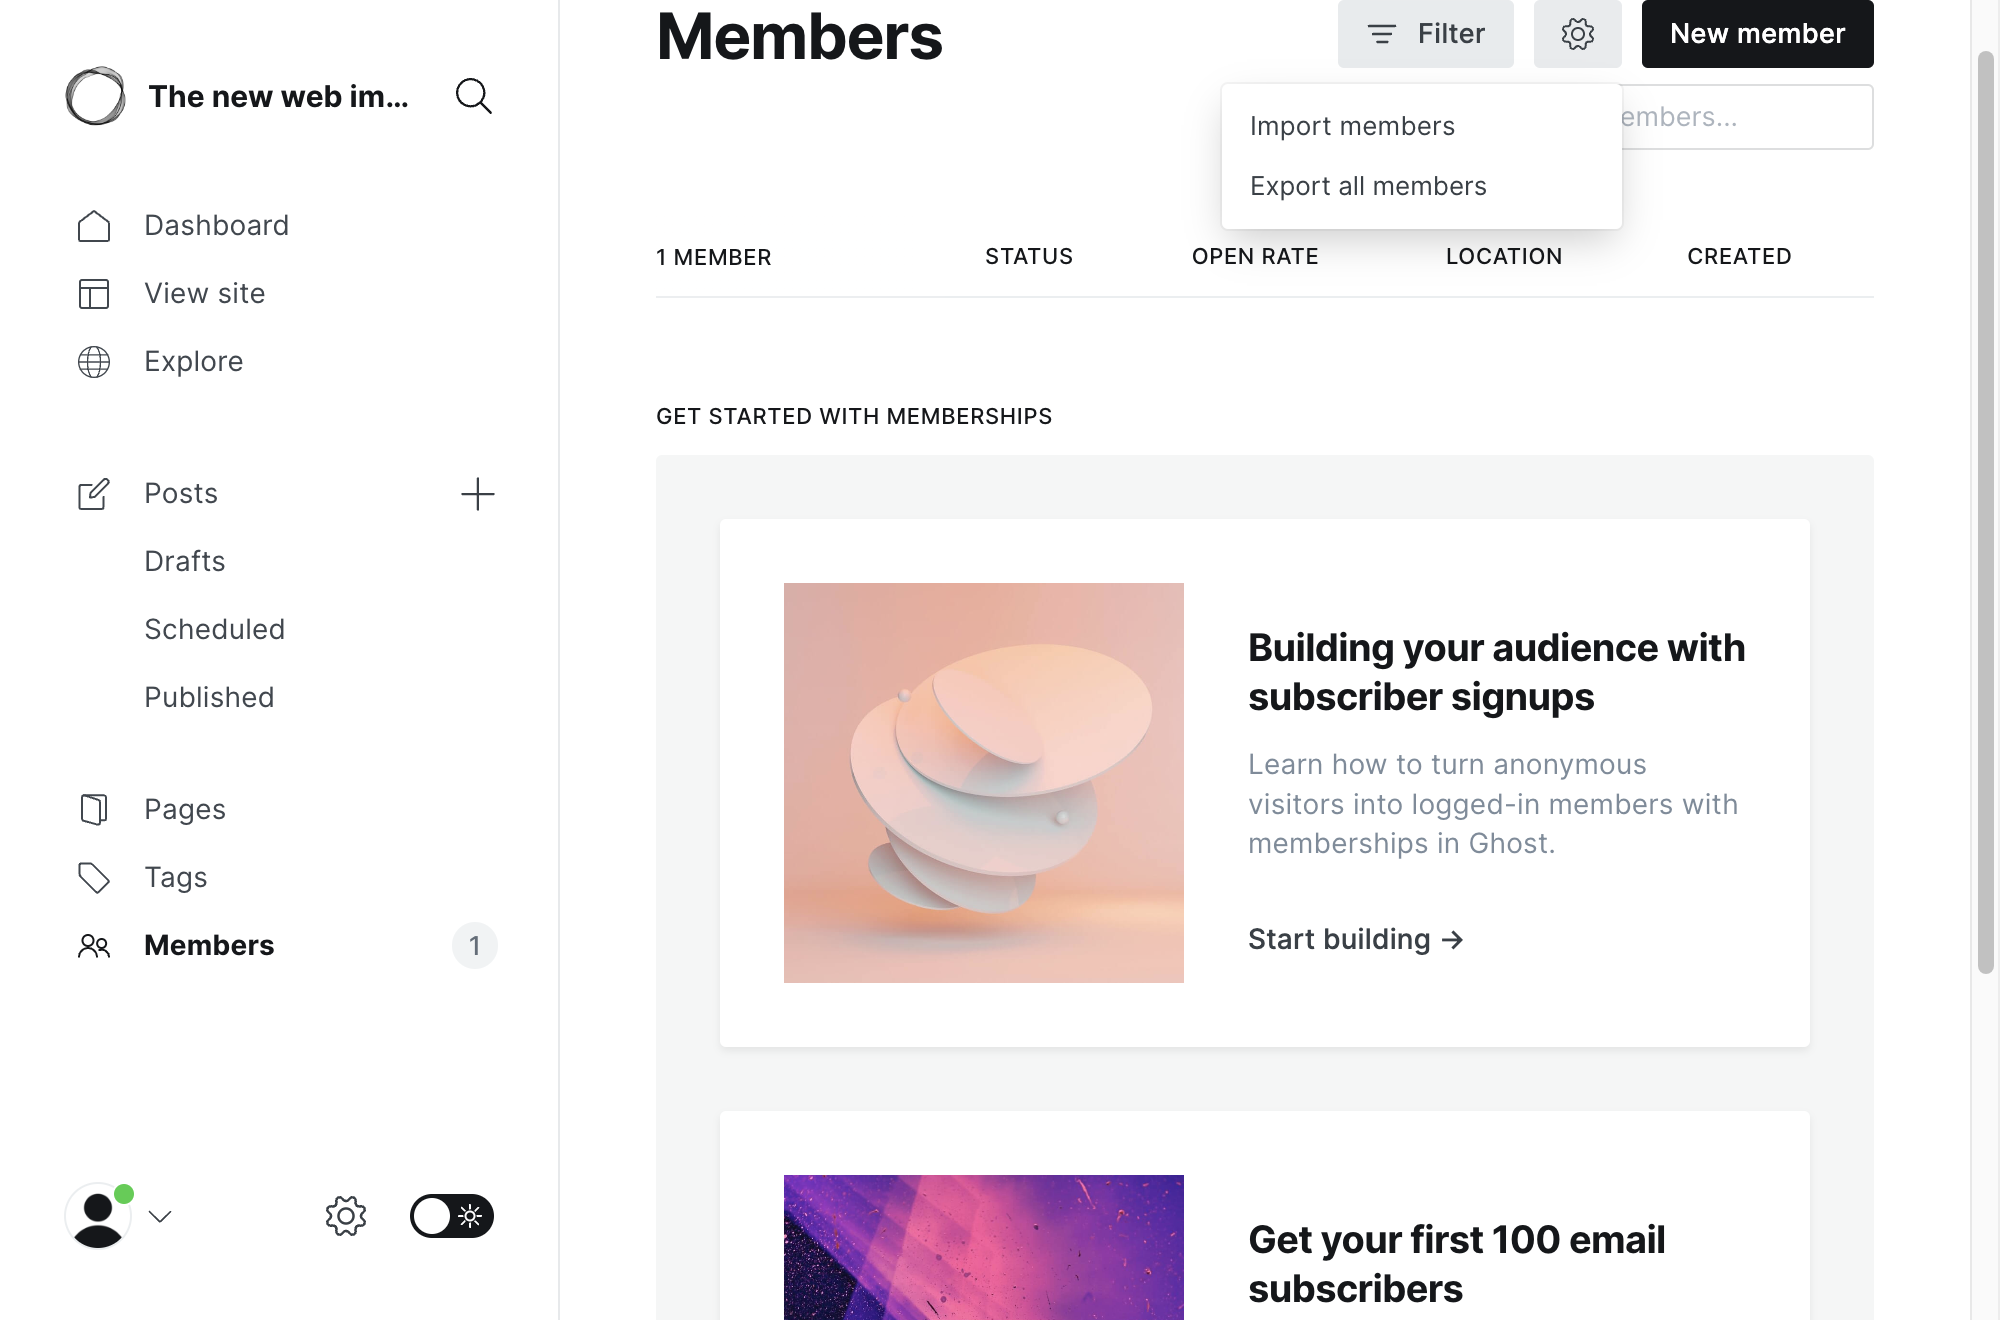 The new web im...
Dashboard
View site
Explore
Posts
Drafts
Scheduled
Published
Pages
Tags
Members
1
Members
Filter
New member
Import members
Export all members
embers...
1 MEMBER
STATUS
OPEN RATE
LOCATION
CREATED
GET STARTED WITH MEMBERSHIPS
Building your audience with
subscriber signups
Learn how to turn anonymous
visitors into logged-in members with
memberships in Ghost.
Start building →
Get your first 100 email
subscribers